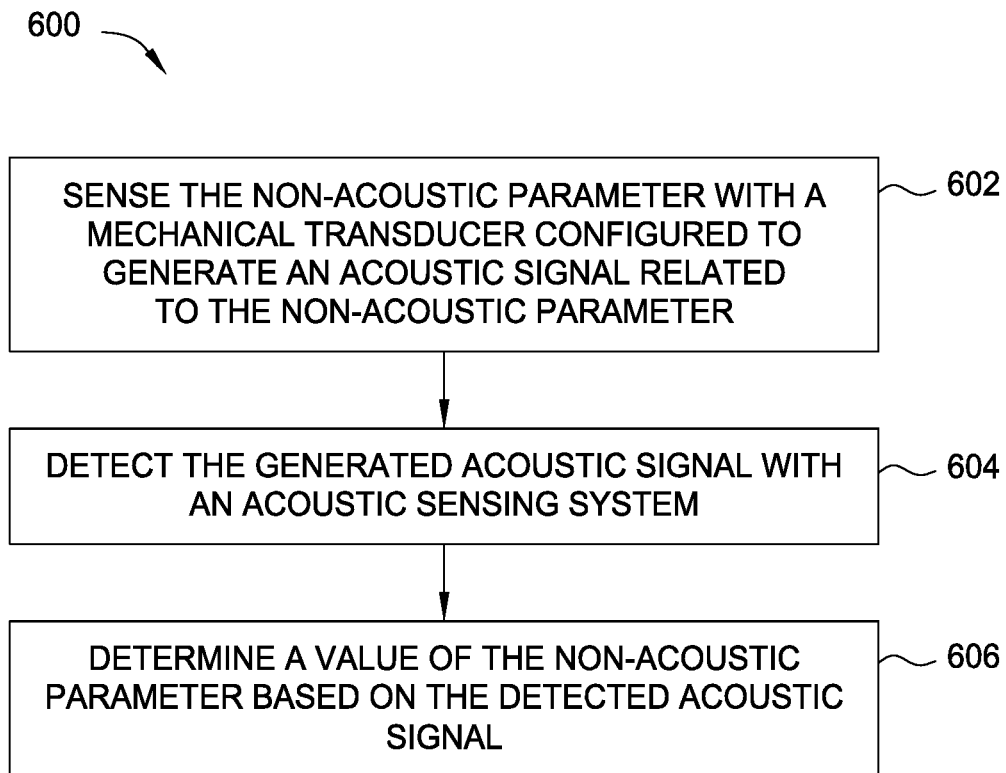 600
SENSE THE NON-ACOUSTIC PARAMETER WITH A
MECHANICAL TRANSDUCER CONFIGURED TO
GENERATE AN ACOUSTIC SIGNAL RELATED
TO THE NON-ACOUSTIC PARAMETER
602
DETECT THE GENERATED ACOUSTIC SIGNAL WITH
AN ACOUSTIC SENSING SYSTEM
604
DETERMINE A VALUE OF THE NON-ACOUSTIC
PARAMETER BASED ON THE DETECTED ACOUSTIC
SIGNAL
606